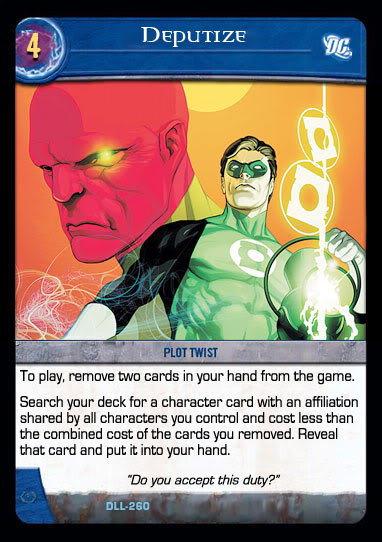 4
Deputize
DC
PLOT TWIST
To play, remove two cards in your hand from the game.
Search your deck for a character card with an affiliation
shared by all characters you control and cost less than
the combined cost of the cards you removed. Reveal
that card and put it into your hand.
"Do you accept this duty?"
DLL-260